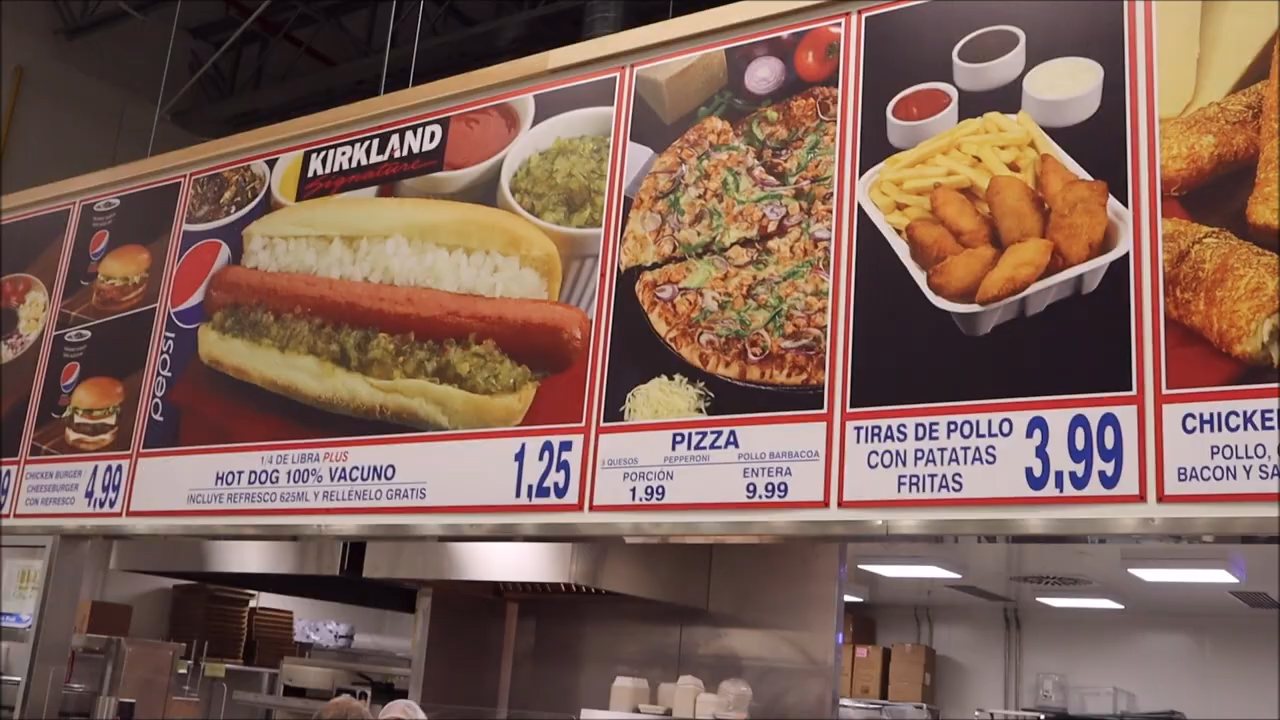 KIRKLAND
Signature
pepsi
9
CHICKEN BURGER
CHEESEBURGER
CON REFRESCO
4,99
1/4 DE LIBRA PLUS
HOT DOG 100% VACUNO
INCLUYE REFRESCO 625ML Y RELLÉNELO GRATIS
1,25
PIZZA
3 QUESOS PEPPERONI POLLO BARBACOA
PORCIÓN
1.99
ENTERA
9.99
TIRAS DE POLLO
CON PATATAS
FRITAS
3,99
CHICKE
POLLO,
BACON Y SA